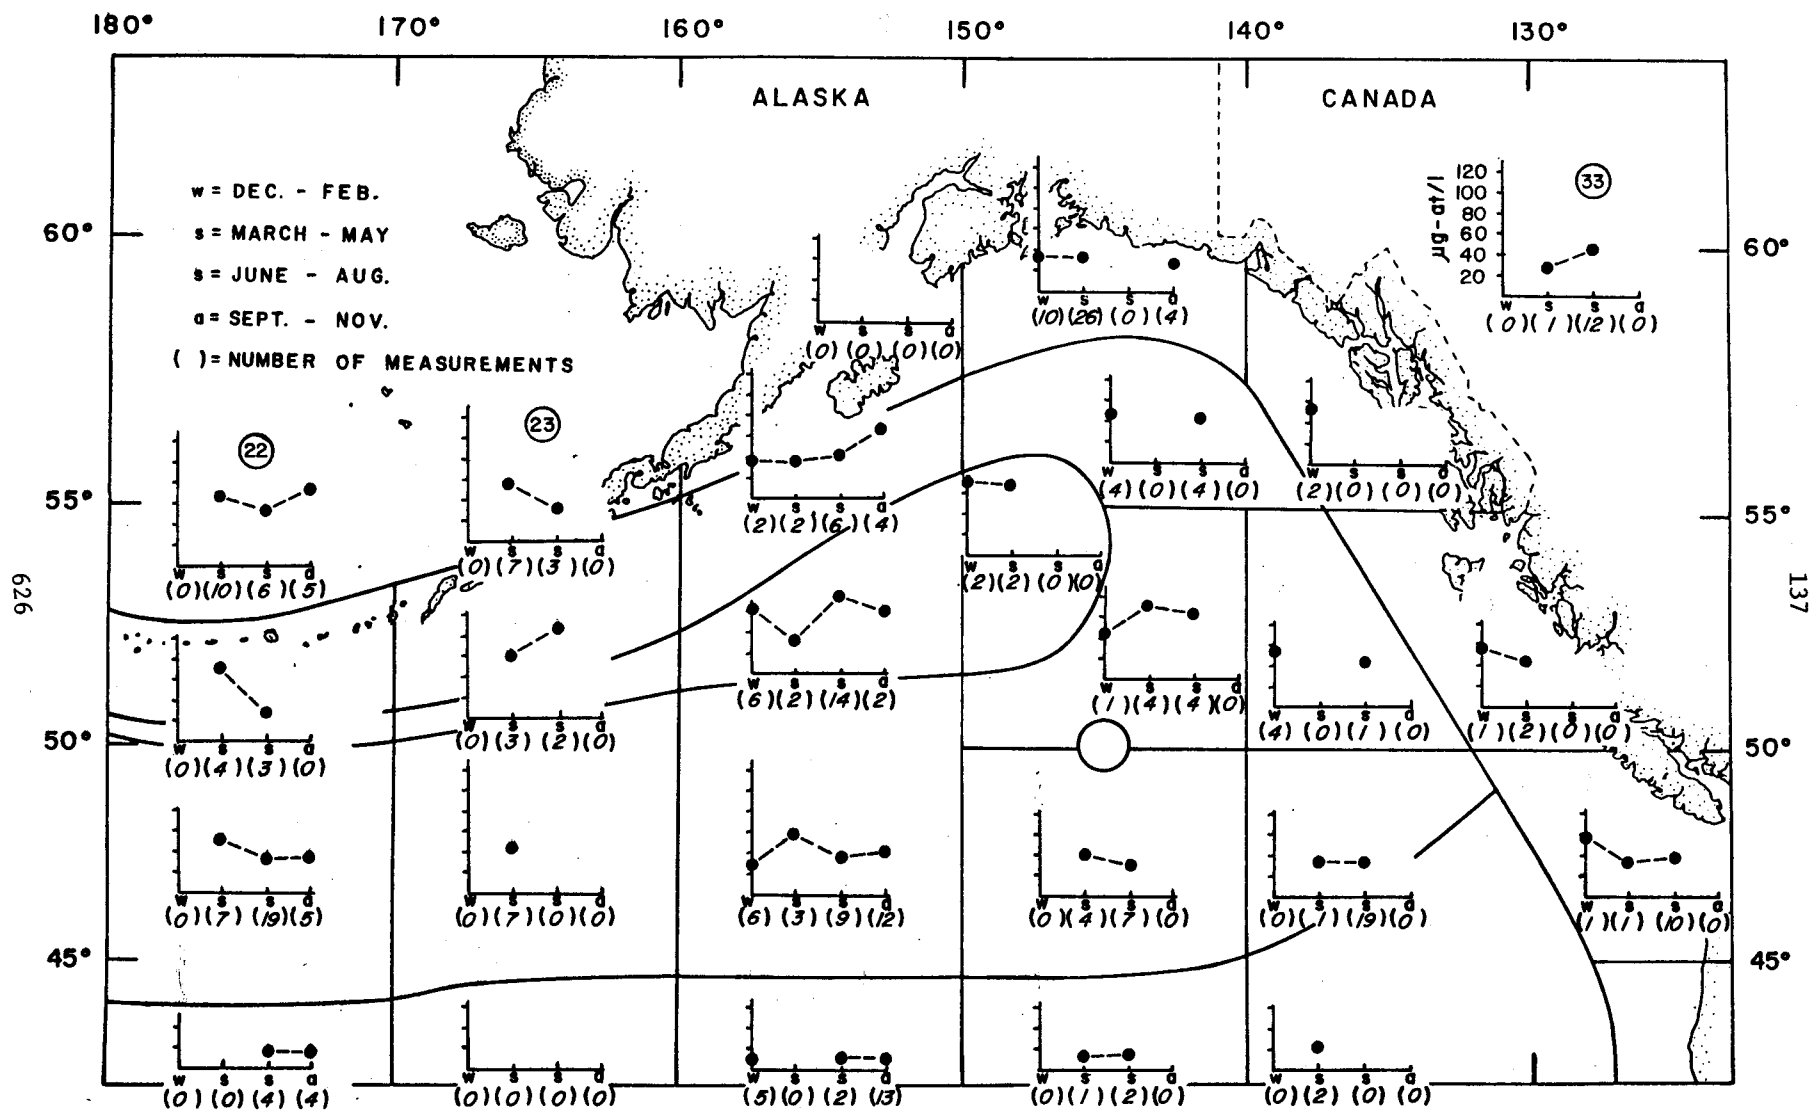 180° 170° 160° 150° 140° 130°
ALASKA CANADA
w = DEC. - FEB.
s = MARCH - MAY
s = JUNE - AUG.
a = SEPT. - NOV.
( ) = NUMBER OF MEASUREMENTS
60° 60°
55° 55°
50° 50°
45° 45°
626
137
µg-at/l
120
100
80
60
40
20
33
w s s a
(0)(1)(12)(0)
w s s a
(10)(26)(0)(4)
w s s a
(0)(0)(0)(0)
22
w s s a
(0)(10)(6)(5)
23
w s s a
(0)(7)(3)(0)
w s s a
(2)(2)(6)(4)
w s s a
(2)(2)(0)(0)
w s s a
(4)(0)(4)(0)
w s s a
(2)(0)(0)(0)
w s s a
(0)(4)(3)(0)
w s s a
(0)(3)(2)(0)
w s s a
(6)(2)(14)(2)
w s s a
(1)(4)(4)(0)
w s s a
(4)(0)(1)(0)
w s s a
(1)(2)(0)(0)
w s s a
(0)(7)(19)(5)
w s s a
(0)(7)(0)(0)
w s s a
(6)(3)(9)(12)
w s s a
(0)(4)(7)(0)
w s s a
(0)(1)(19)(0)
w s s a
(1)(1)(10)(0)
w s s a
(0)(0)(4)(4)
w s s a
(0)(0)(0)(0)
w s s a
(5)(0)(2)(13)
w s s a
(0)(1)(2)(0)
w s s a
(0)(2)(0)(0)